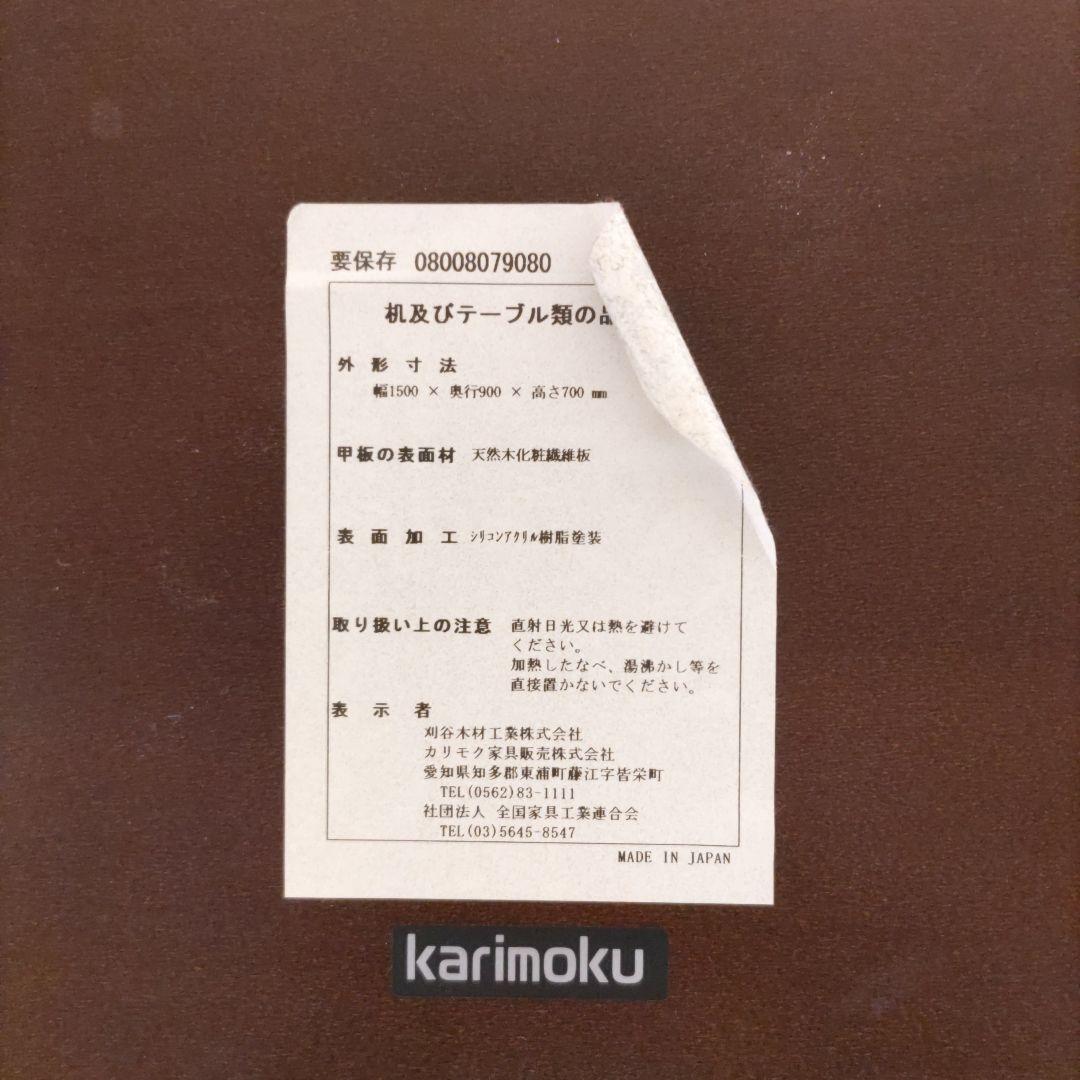 要保存 08008079080
机及びテーブル類の品
外形寸法
幅1500 × 奥行900 × 高さ700 mm
甲板の表面材 天然木化粧繊維板
表面加工 ｼﾘｺﾝｱｸﾘﾙ樹脂塗装
取り扱い上の注意 直射日光又は熱を避けて
ください。
加熱したなべ、湯沸かし等を
直接置かないでください。
表示者
刈谷木材工業株式会社
カリモク家具販売株式会社
愛知県知多郡東浦町藤江字皆栄町
TEL(0562)83-1111
社団法人 全国家具工業連合会
TEL(03)5645-8547
MADE IN JAPAN
karimoku